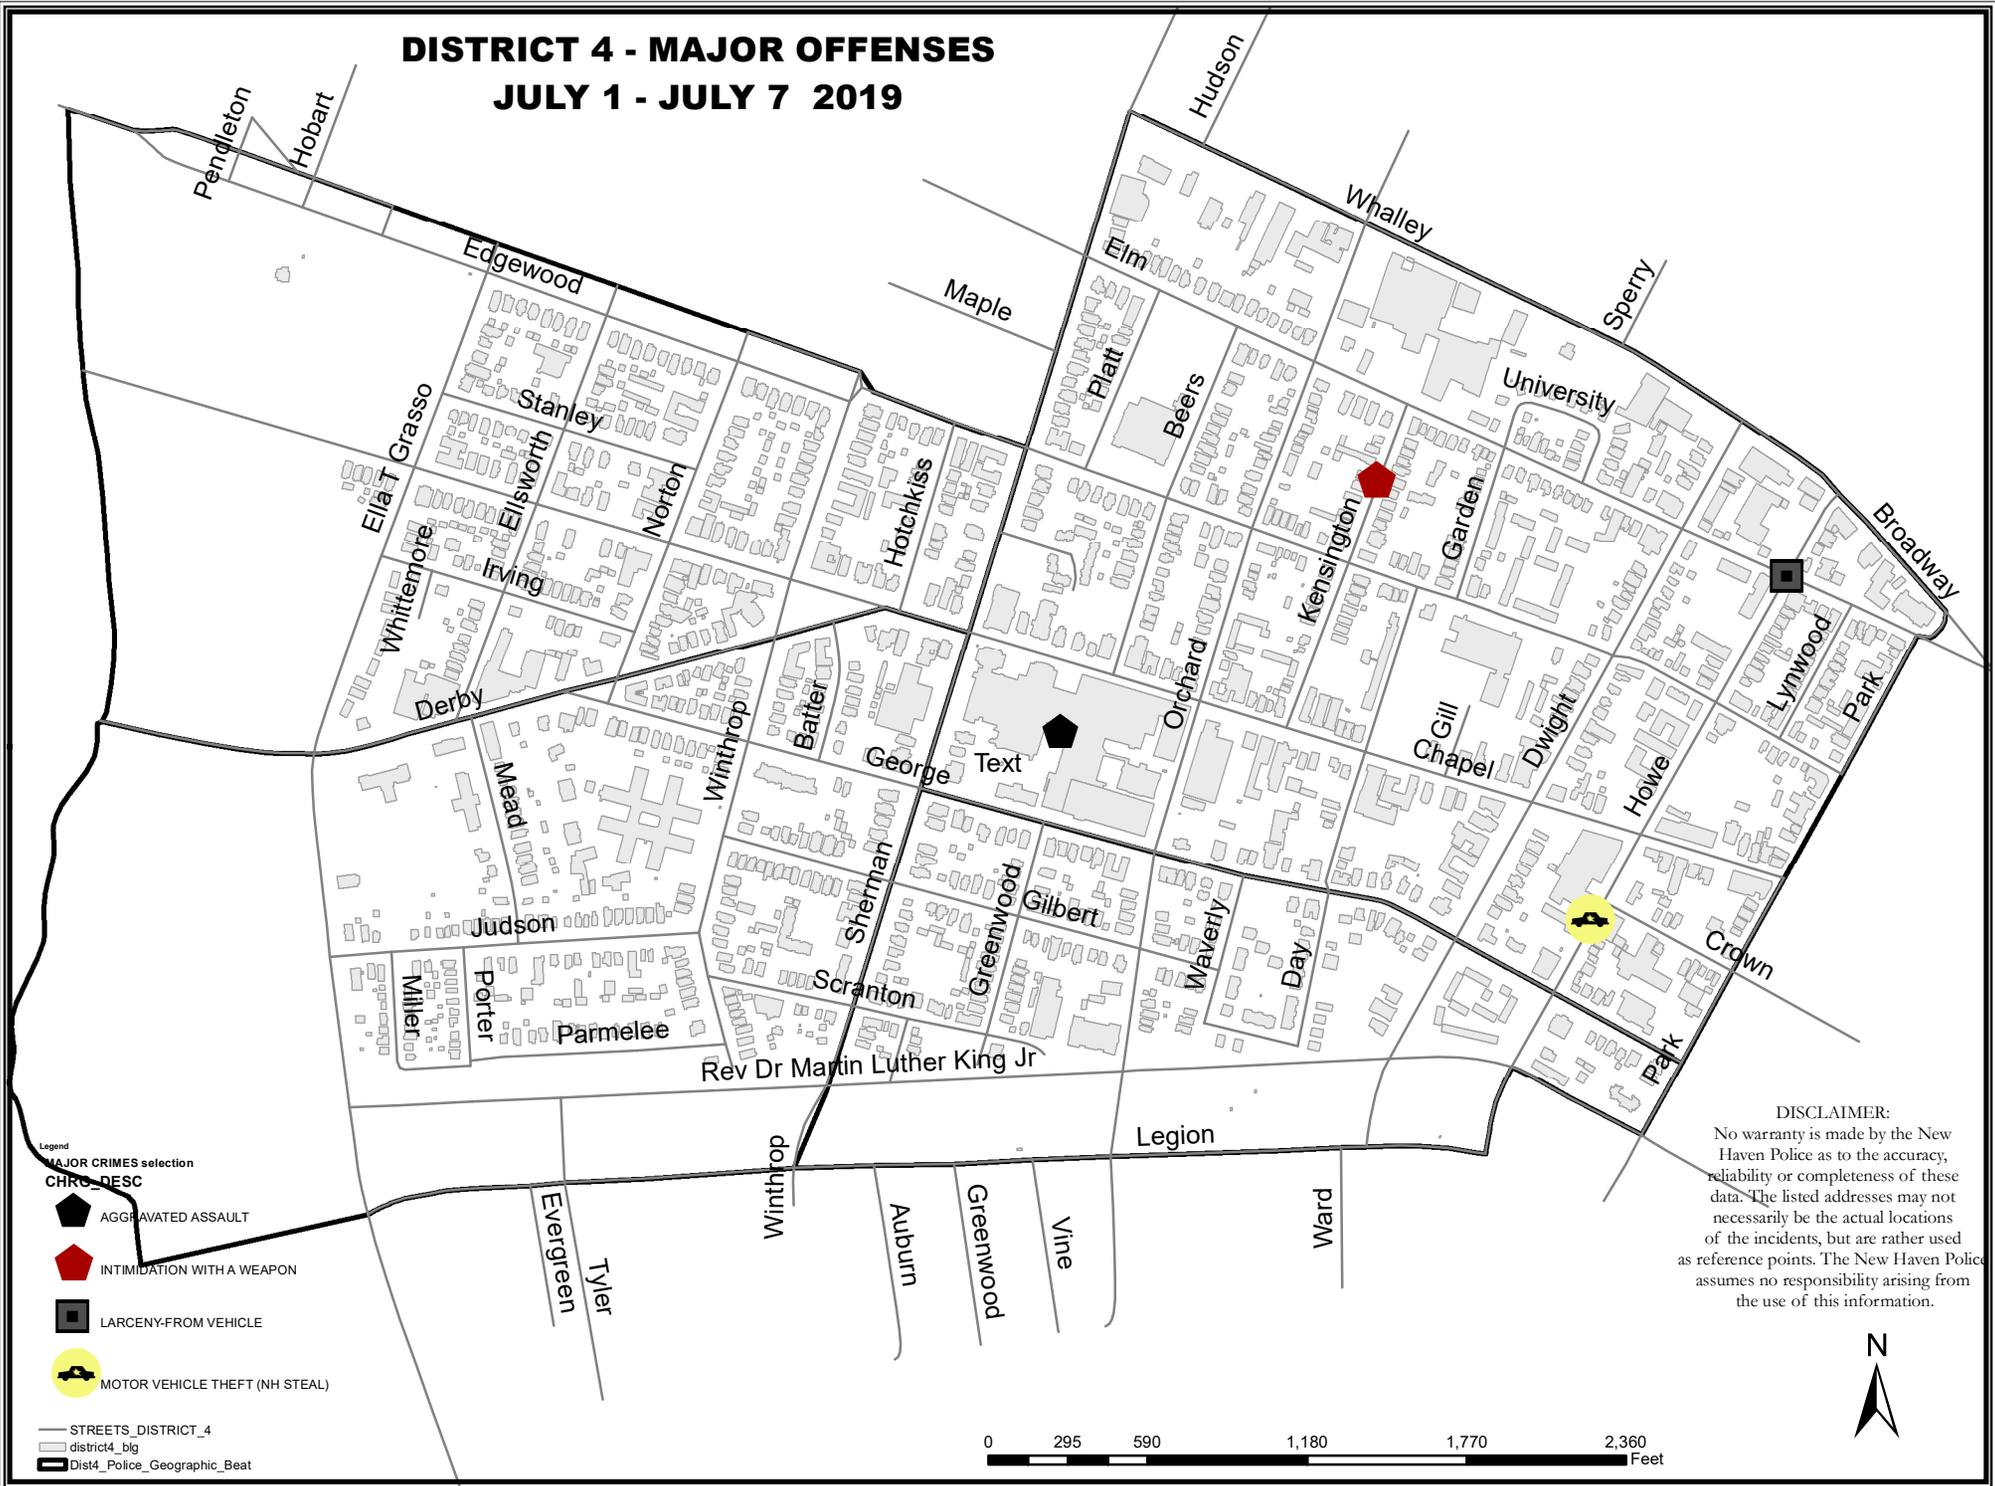 DISTRICT 4 - MAJOR OFFENSES
JULY 1 - JULY 7  2019
Pendleton
Hobart
Hudson
Whalley
Edgewood
Elm
Maple
Sperry
University
Platt
Beers
Stanley
Ella T Grasso
Ellsworth
Norton
Hotchkiss
Kensington
Garden
Broadway
Whittemore
Irving
Orchard
Lynwood
Park
Derby
Winthrop
Batter
George
Text
Gill
Chapel
Dwight
Howe
Mead
Sherman
Greenwood
Gilbert
Waverly
Day
Crown
Judson
Miller
Porter
Scranton
Parmelee
Rev Dr Martin Luther King Jr
Park
Legion
Winthrop
Evergreen
Tyler
Auburn
Greenwood
Vine
Ward
Legend
MAJOR CRIMES selection
CHRG_DESC
AGGRAVATED ASSAULT
INTIMIDATION WITH A WEAPON
LARCENY-FROM VEHICLE
MOTOR VEHICLE THEFT (NH STEAL)
STREETS_DISTRICT_4
district4_blg
Dist4_Police_Geographic_Beat
DISCLAIMER:
No warranty is made by the New
Haven Police as to the accuracy,
reliability or completeness of these
data. The listed addresses may not
necessarily be the actual locations
of the incidents, but are rather used
as reference points. The New Haven Police
assumes no responsibility arising from
the use of this information.
N
0 295 590 1,180 1,770 2,360
Feet